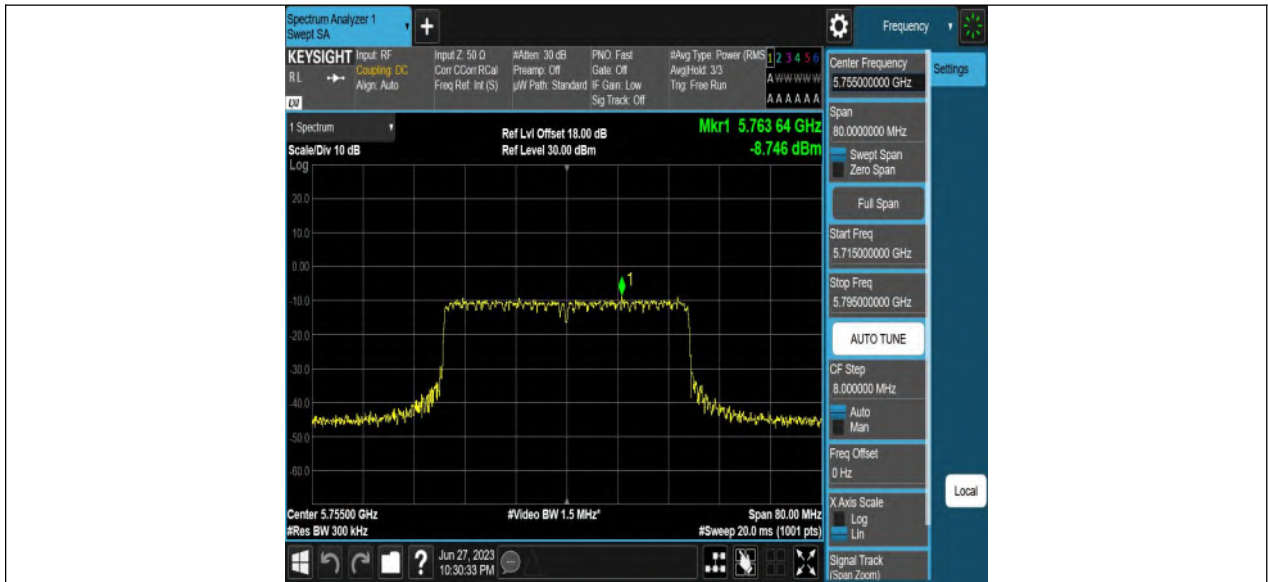 Spectrum Analyzer 1
Swept SA
+
Frequency
KEYSIGHT
RL
LXI
Input: RF
Coupling: DC
Align: Auto
Input Z: 50 Ω
Corr CCorr RCal
Freq Ref: Int (S)
#Atten: 30 dB
Preamp: Off
µW Path: Standard
PNO: Fast
Gate: Off
IF Gain: Low
Sig Track: Off
#Avg Type: Power (RMS
Avg|Hold: 3/3
Trig: Free Run
1 2 3 4 5 6
A W W W W W
A A A A A A
Center Frequency
5.755000000 GHz
Settings
1 Spectrum
Scale/Div 10 dB
Log
Ref Lvl Offset 18.00 dB
Ref Level 30.00 dBm
Mkr1 5.763 64 GHz
-8.746 dBm
Span
80.0000000 MHz
Swept Span
Zero Span
Full Span
Start Freq
5.715000000 GHz
Stop Freq
5.795000000 GHz
AUTO TUNE
CF Step
8.000000 MHz
Auto
Man
Freq Offset
0 Hz
X Axis Scale
Log
Lin
Signal Track
(Span Zoom)
Local
20.0
10.0
0.00
-10.0
-20.0
-30.0
-40.0
-50.0
-60.0
1
Center 5.75500 GHz
#Res BW 300 kHz
#Video BW 1.5 MHz*
Span 80.00 MHz
#Sweep 20.0 ms (1001 pts)
?
Jun 27, 2023
10:30:33 PM